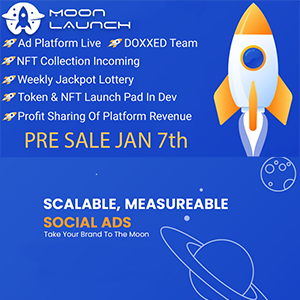 MOON
LAUNCH
Ad Platform Live DOXXED Team
NFT Collection Incoming
Weekly Jackpot Lottery
Token & NFT Launch Pad In Dev
Profit Sharing Of Platform Revenue
PRE SALE JAN 7th
SCALABLE, MEASUREABLE
SOCIAL ADS
Take Your Brand To The Moon